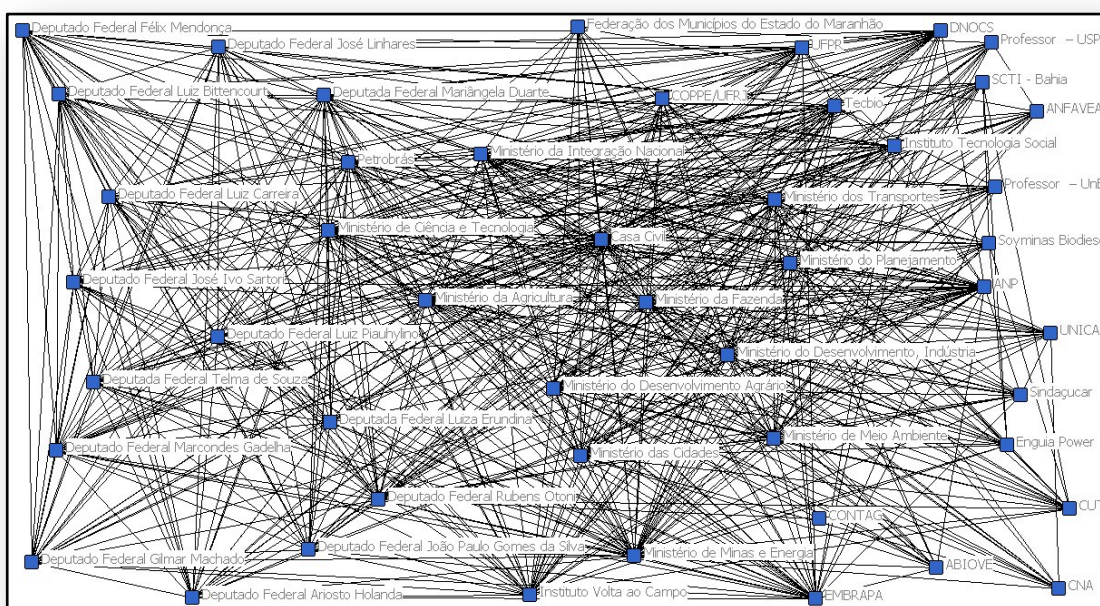 Deputado Federal Félix Mendonça
Federação dos Municípios do Estado do Maranhão
DNOCS
Deputado Federal José Linhares
UFPR
Professor – USP
SCTI - Bahia
Deputado Federal Luiz Bittencourt
Deputada Federal Mariângela Duarte
COPPE/UFRJ
Tecbio
ANFAVEA
Instituto Tecnologia Social
Petrobrás
Ministério da Integração Nacional
Professor – UnB
Deputado Federal Luiz Carreira
Ministério dos Transportes
Ministério de Ciência e Tecnologia
Casa Civil
Soyminas Biodiese
Ministério do Planejamento
Deputado Federal José Ivo Sartori
ANP
Ministério da Agricultura
Ministério da Fazenda
Deputado Federal Luiz Piauhylino
UNICA
Ministério do Desenvolvimento, Indústria
Deputada Federal Telma de Souza
Ministério do Desenvolvimento Agrário
Sindaçucar
Deputada Federal Luiza Erundina
Ministério de Meio Ambiente
Enguia Power
Deputado Federal Marcondes Gadelha
Ministério das Cidades
Deputado Federal Rubens Otoni
CUT
CONTAG
Deputado Federal João Paulo Gomes da Silva
Ministério de Minas e Energia
Deputado Federal Gilmar Machado
ABIOVE
CNA
Deputado Federal Ariosto Holanda
Instituto Volta ao Campo
EMBRAPA